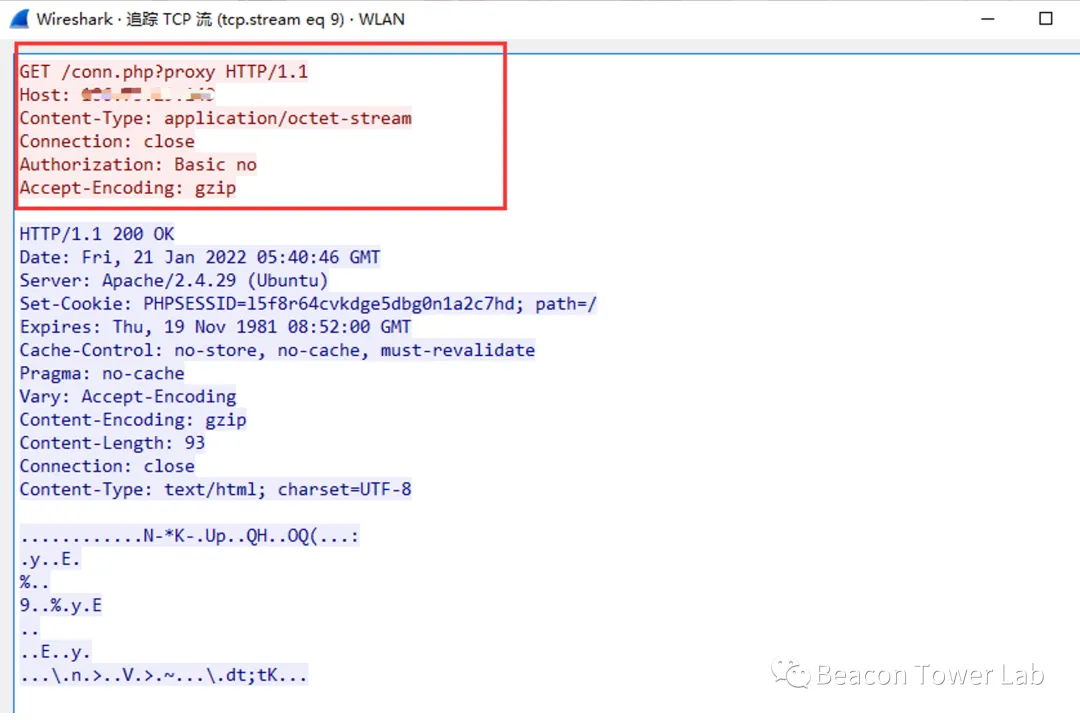 Wireshark · 追踪 TCP 流 (tcp.stream eq 9) · WLAN
GET /conn.php?proxy HTTP/1.1
Host:
Content-Type: application/octet-stream
Connection: close
Authorization: Basic no
Accept-Encoding: gzip
HTTP/1.1 200 OK
Date: Fri, 21 Jan 2022 05:40:46 GMT
Server: Apache/2.4.29 (Ubuntu)
Set-Cookie: PHPSESSID=l5f8r64cvkdge5dbg0n1a2c7hd; path=/
Expires: Thu, 19 Nov 1981 08:52:00 GMT
Cache-Control: no-store, no-cache, must-revalidate
Pragma: no-cache
Vary: Accept-Encoding
Content-Encoding: gzip
Content-Length: 93
Connection: close
Content-Type: text/html; charset=UTF-8
............N-*K-.Up..QH..OQ(...:
.y..E.
%..
9..%.y.E
..
..E..y.
...\.n.>..V.>.~...\.dt;tK...
Beacon Tower Lab